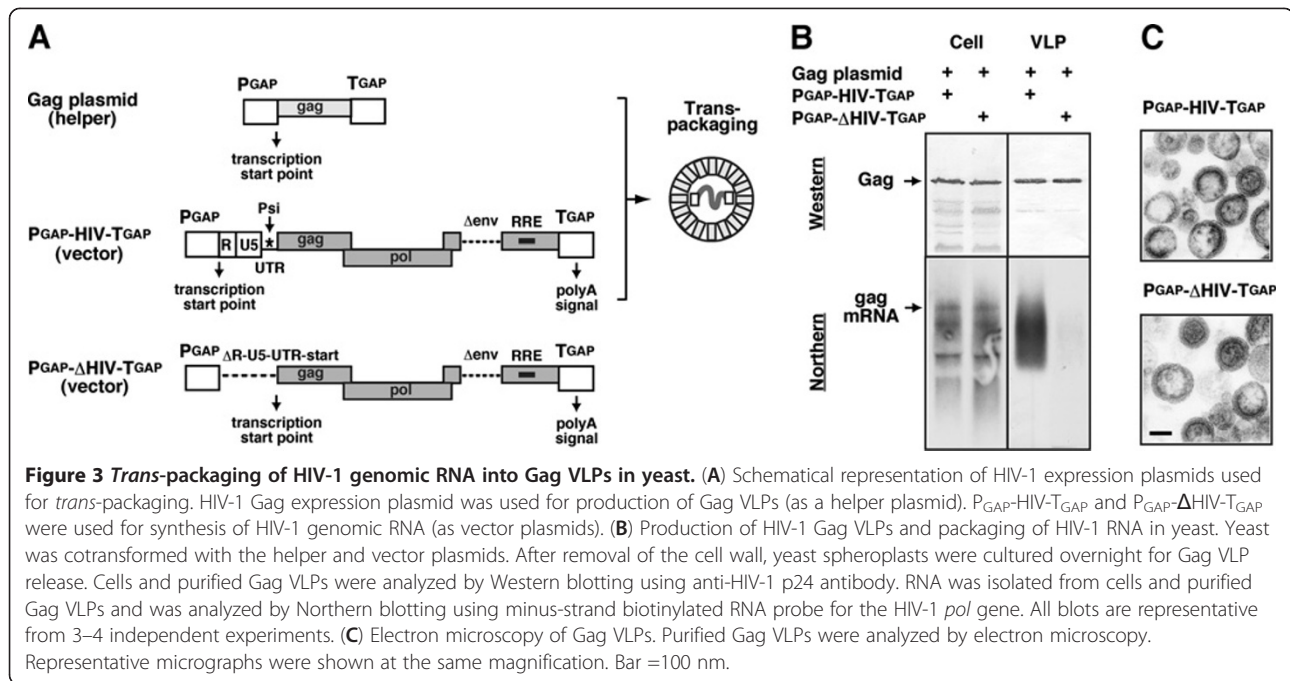 A
B
C
Cell VLP
Gag plasmid + + + +
PGAP-HIV-TGAP + +
PGAP-ΔHIV-TGAP + +
PGAP TGAP
Gag plasmid
(helper)
gag
transcription
start point
Trans-
packaging
Psi
PGAP TGAP
PGAP-HIV-TGAP
(vector)
R U5 * gag Δenv RRE
UTR pol
transcription
start point
polyA
signal
PGAP ΔR-U5-UTR-start TGAP
PGAP-ΔHIV-TGAP
(vector)
gag Δenv RRE
pol
transcription
start point
polyA
signal
Western
Gag
Northern
gag
mRNA
PGAP-HIV-TGAP
PGAP-ΔHIV-TGAP
Figure 3 Trans-packaging of HIV-1 genomic RNA into Gag VLPs in yeast. (A) Schematical representation of HIV-1 expression plasmids used
for trans-packaging. HIV-1 Gag expression plasmid was used for production of Gag VLPs (as a helper plasmid). PGAP-HIV-TGAP and PGAP-ΔHIV-TGAP
were used for synthesis of HIV-1 genomic RNA (as vector plasmids). (B) Production of HIV-1 Gag VLPs and packaging of HIV-1 RNA in yeast. Yeast
was cotransformed with the helper and vector plasmids. After removal of the cell wall, yeast spheroplasts were cultured overnight for Gag VLP
release. Cells and purified Gag VLPs were analyzed by Western blotting using anti-HIV-1 p24 antibody. RNA was isolated from cells and purified
Gag VLPs and was analyzed by Northern blotting using minus-strand biotinylated RNA probe for the HIV-1 pol gene. All blots are representative
from 3–4 independent experiments. (C) Electron microscopy of Gag VLPs. Purified Gag VLPs were analyzed by electron microscopy.
Representative micrographs were shown at the same magnification. Bar =100 nm.